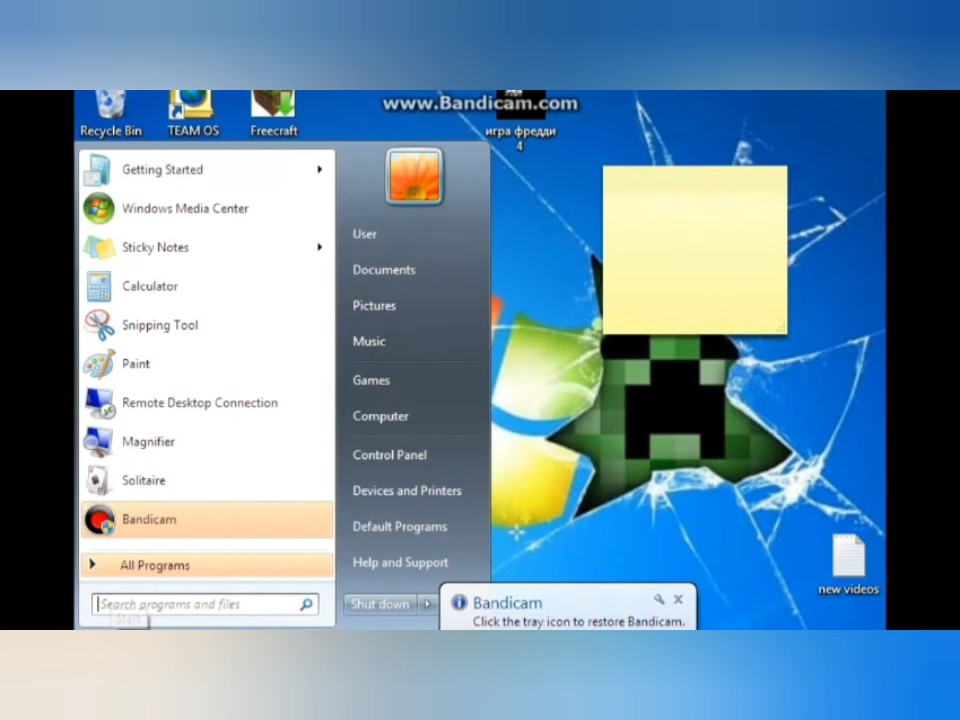 www.Bandicam.com
Recycle Bin
TEAM OS
Freecraft
игра фредди
4
Getting Started
Windows Media Center
Sticky Notes
Calculator
Snipping Tool
Paint
Remote Desktop Connection
Magnifier
Solitaire
Bandicam
All Programs
Search programs and files
Start
User
Documents
Pictures
Music
Games
Computer
Control Panel
Devices and Printers
Default Programs
Help and Support
Shut down
new videos
Bandicam
Click the tray icon to restore Bandicam.